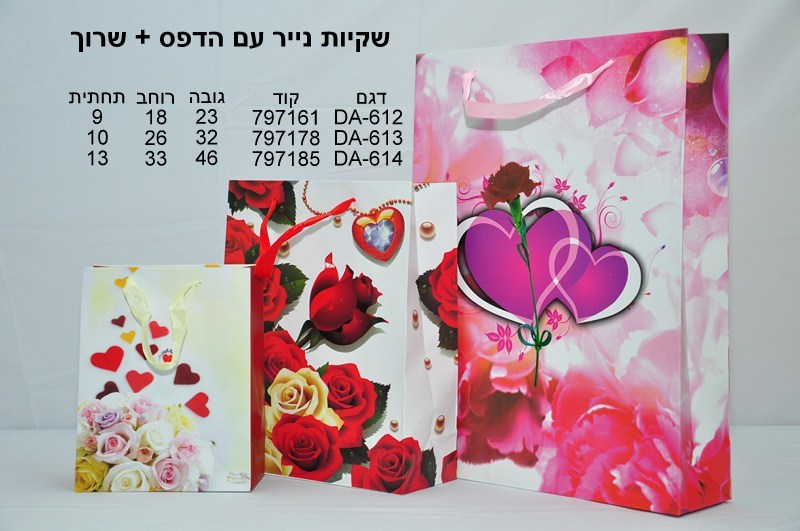 שקיות נייר עם הדפס + שרוך
דגם קוד גובה רוחב תחתית
DA-612 797161 23 18 9
DA-613 797178 32 26 10
DA-614 797185 46 33 13